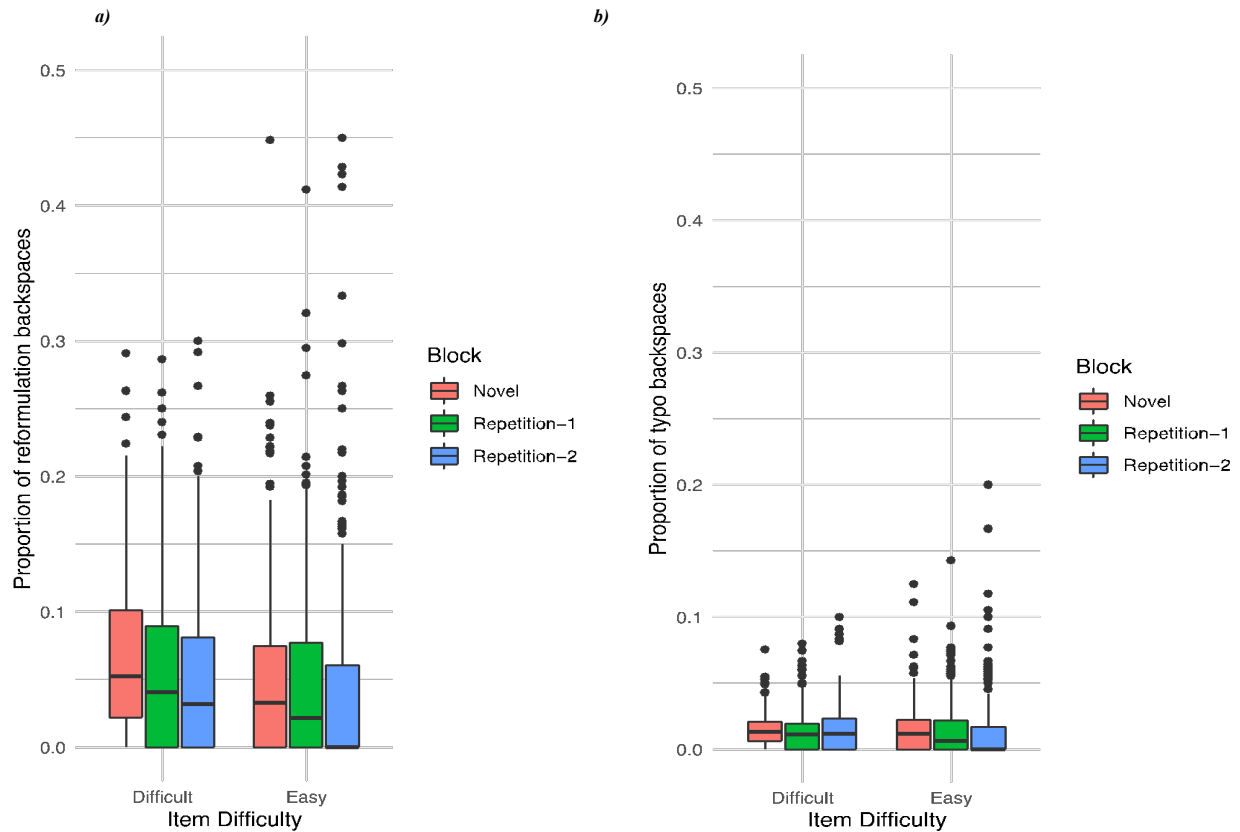 a)
0.5
0.4
0.3
0.2
0.1
0.0
Proportion of reformulation backspaces
Difficult
Easy
Item Difficulty
Block
Novel
Repetition-1
Repetition-2
b)
0.5
0.4
0.3
0.2
0.1
0.0
Proportion of typo backspaces
Difficult
Easy
Item Difficulty
Block
Novel
Repetition-1
Repetition-2